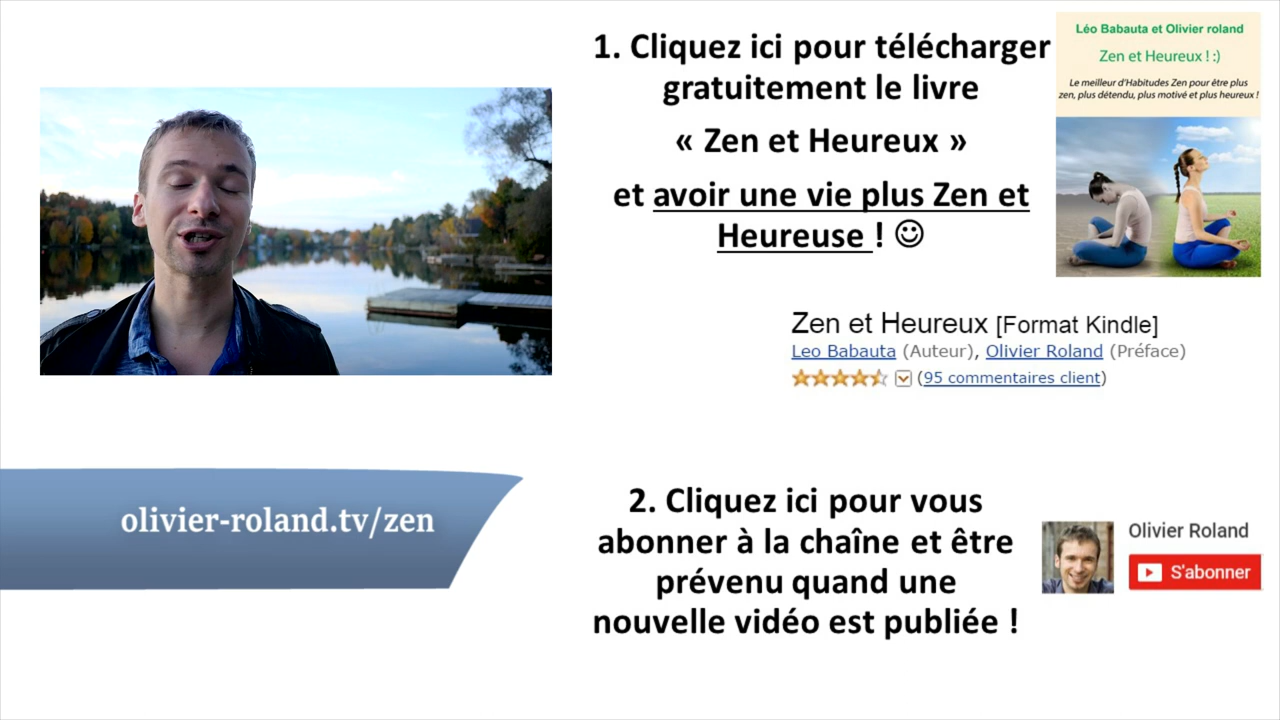 1. Cliquez ici pour télécharger
gratuitement le livre
« Zen et Heureux »
et avoir une vie plus Zen et
Heureuse ! ☺
Léo Babauta et Olivier roland
Zen et Heureux ! :)
Le meilleur d'Habitudes Zen pour être plus
zen, plus détendu, plus motivé et plus heureux !
Zen et Heureux [Format Kindle]
Leo Babauta (Auteur), Olivier Roland (Préface)
(95 commentaires client)
olivier-roland.tv/zen
2. Cliquez ici pour vous
abonner à la chaîne et être
prévenu quand une
nouvelle vidéo est publiée !
Olivier Roland
S'abonner